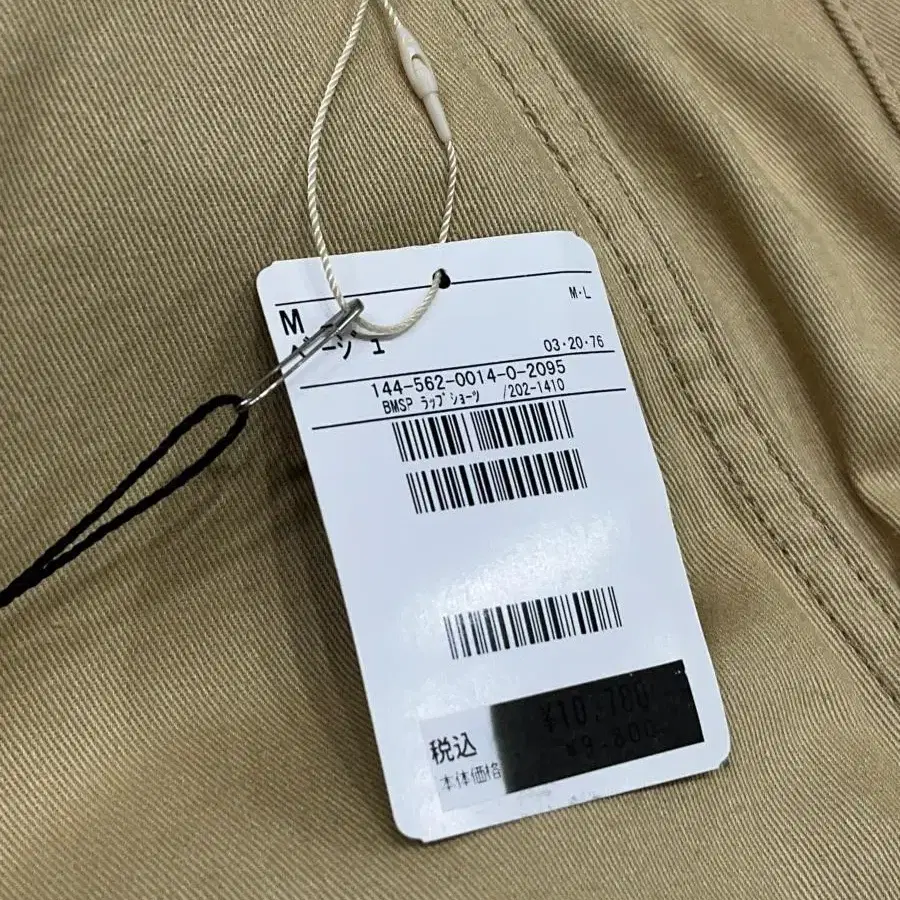 M·L
M
ベージュ
03·20·76
144-562-0014-0-2095
BMSP ラップショーツ /202-1410
¥10,780
税込
¥9,800
本体価格